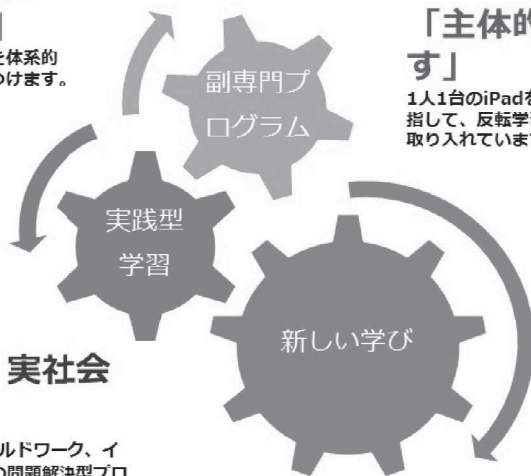 」
を体系的
つけます。
「主体的
す」
1人1台のiPadを
指して、反転学
取り入れていま
副専門プ
ログラム
実践型
学習
新しい学び
実社会
ルドワーク、イ
の問題解決型プロ